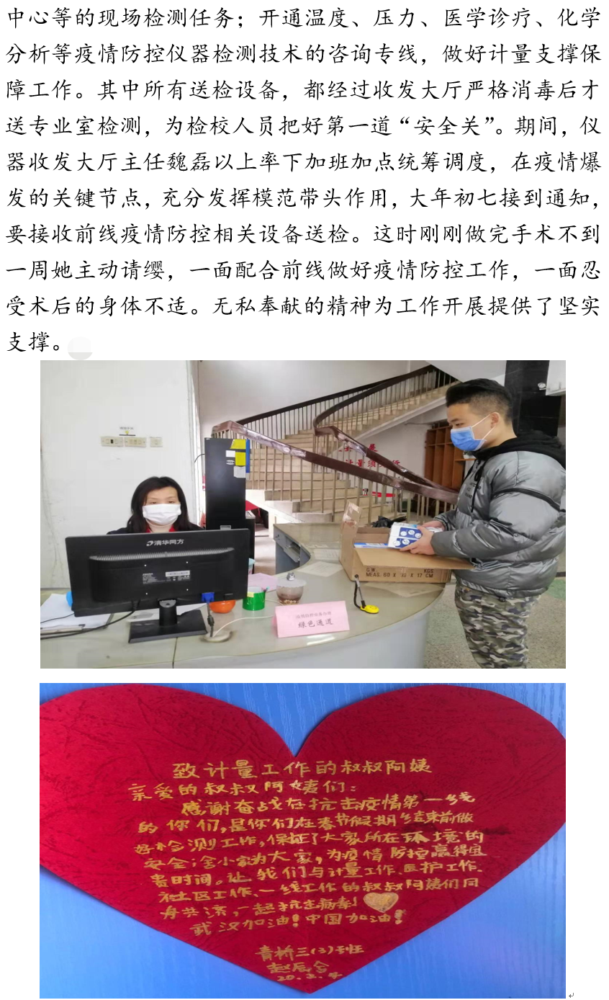 中心等的现场检测任务；开通温度、压力、医学诊疗、化学
分析等疫情防控仪器检测技术的咨询专线，做好计量支撑保
障工作。其中所有送检设备，都经过收发大厅严格消毒后才
送专业室检测，为检校人员把好第一道“安全关”。期间，仪
器收发大厅主任魏磊以上率下加班加点统筹调度，在疫情爆
发的关键节点，充分发挥模范带头作用，大年初七接到通知，
要接收前线疫情防控相关设备送检。这时刚刚做完手术不到
一周她主动请缨，一面配合前线做好疫情防控工作，一面忍
受术后的身体不适。无私奉献的精神为工作开展提供了坚实
支撑。
清华同方
绿色通道
G.W. KGS
MEAS. 60 X X 17 CM
致计量工作的叔叔阿姨
亲爱的叔叔阿姨们：
感谢奋战在抗击疫情第一线
的你们，是你们在春节假期结束前做
好检测工作，保证了大家所在环境的
安全；舍小家为大家，为疫情防控赢得宝
贵时间。让我们与计量工作、医护工作、
社区工作、一线工作的叔叔阿姨们同
舟共济，一起抗击病毒！
武汉加油！中国加油！
青桥三(3)班
20.2.